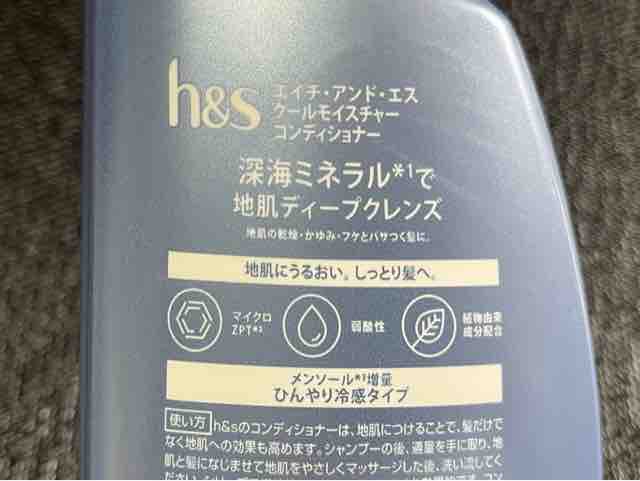 h&s
エイチ・アンド・エス
クールモイスチャー
コンディショナー
深海ミネラル*1で
地肌ディープクレンズ
地肌の乾燥・かゆみ・フケとパサつく髪に。
地肌にうるおい。しっとり髪へ。
マイクロ
ZPT*2
弱酸性
植物由来
成分配合
メンソール*3増量
ひんやり冷感タイプ
使い方 h&sのコンディショナーは、地肌につけることで、髪だけで
なく地肌への効果も高めます。シャンプーの後、適量を手に取り、地
肌と髪になじませて地肌をやさしくマッサージした後、洗い流してく